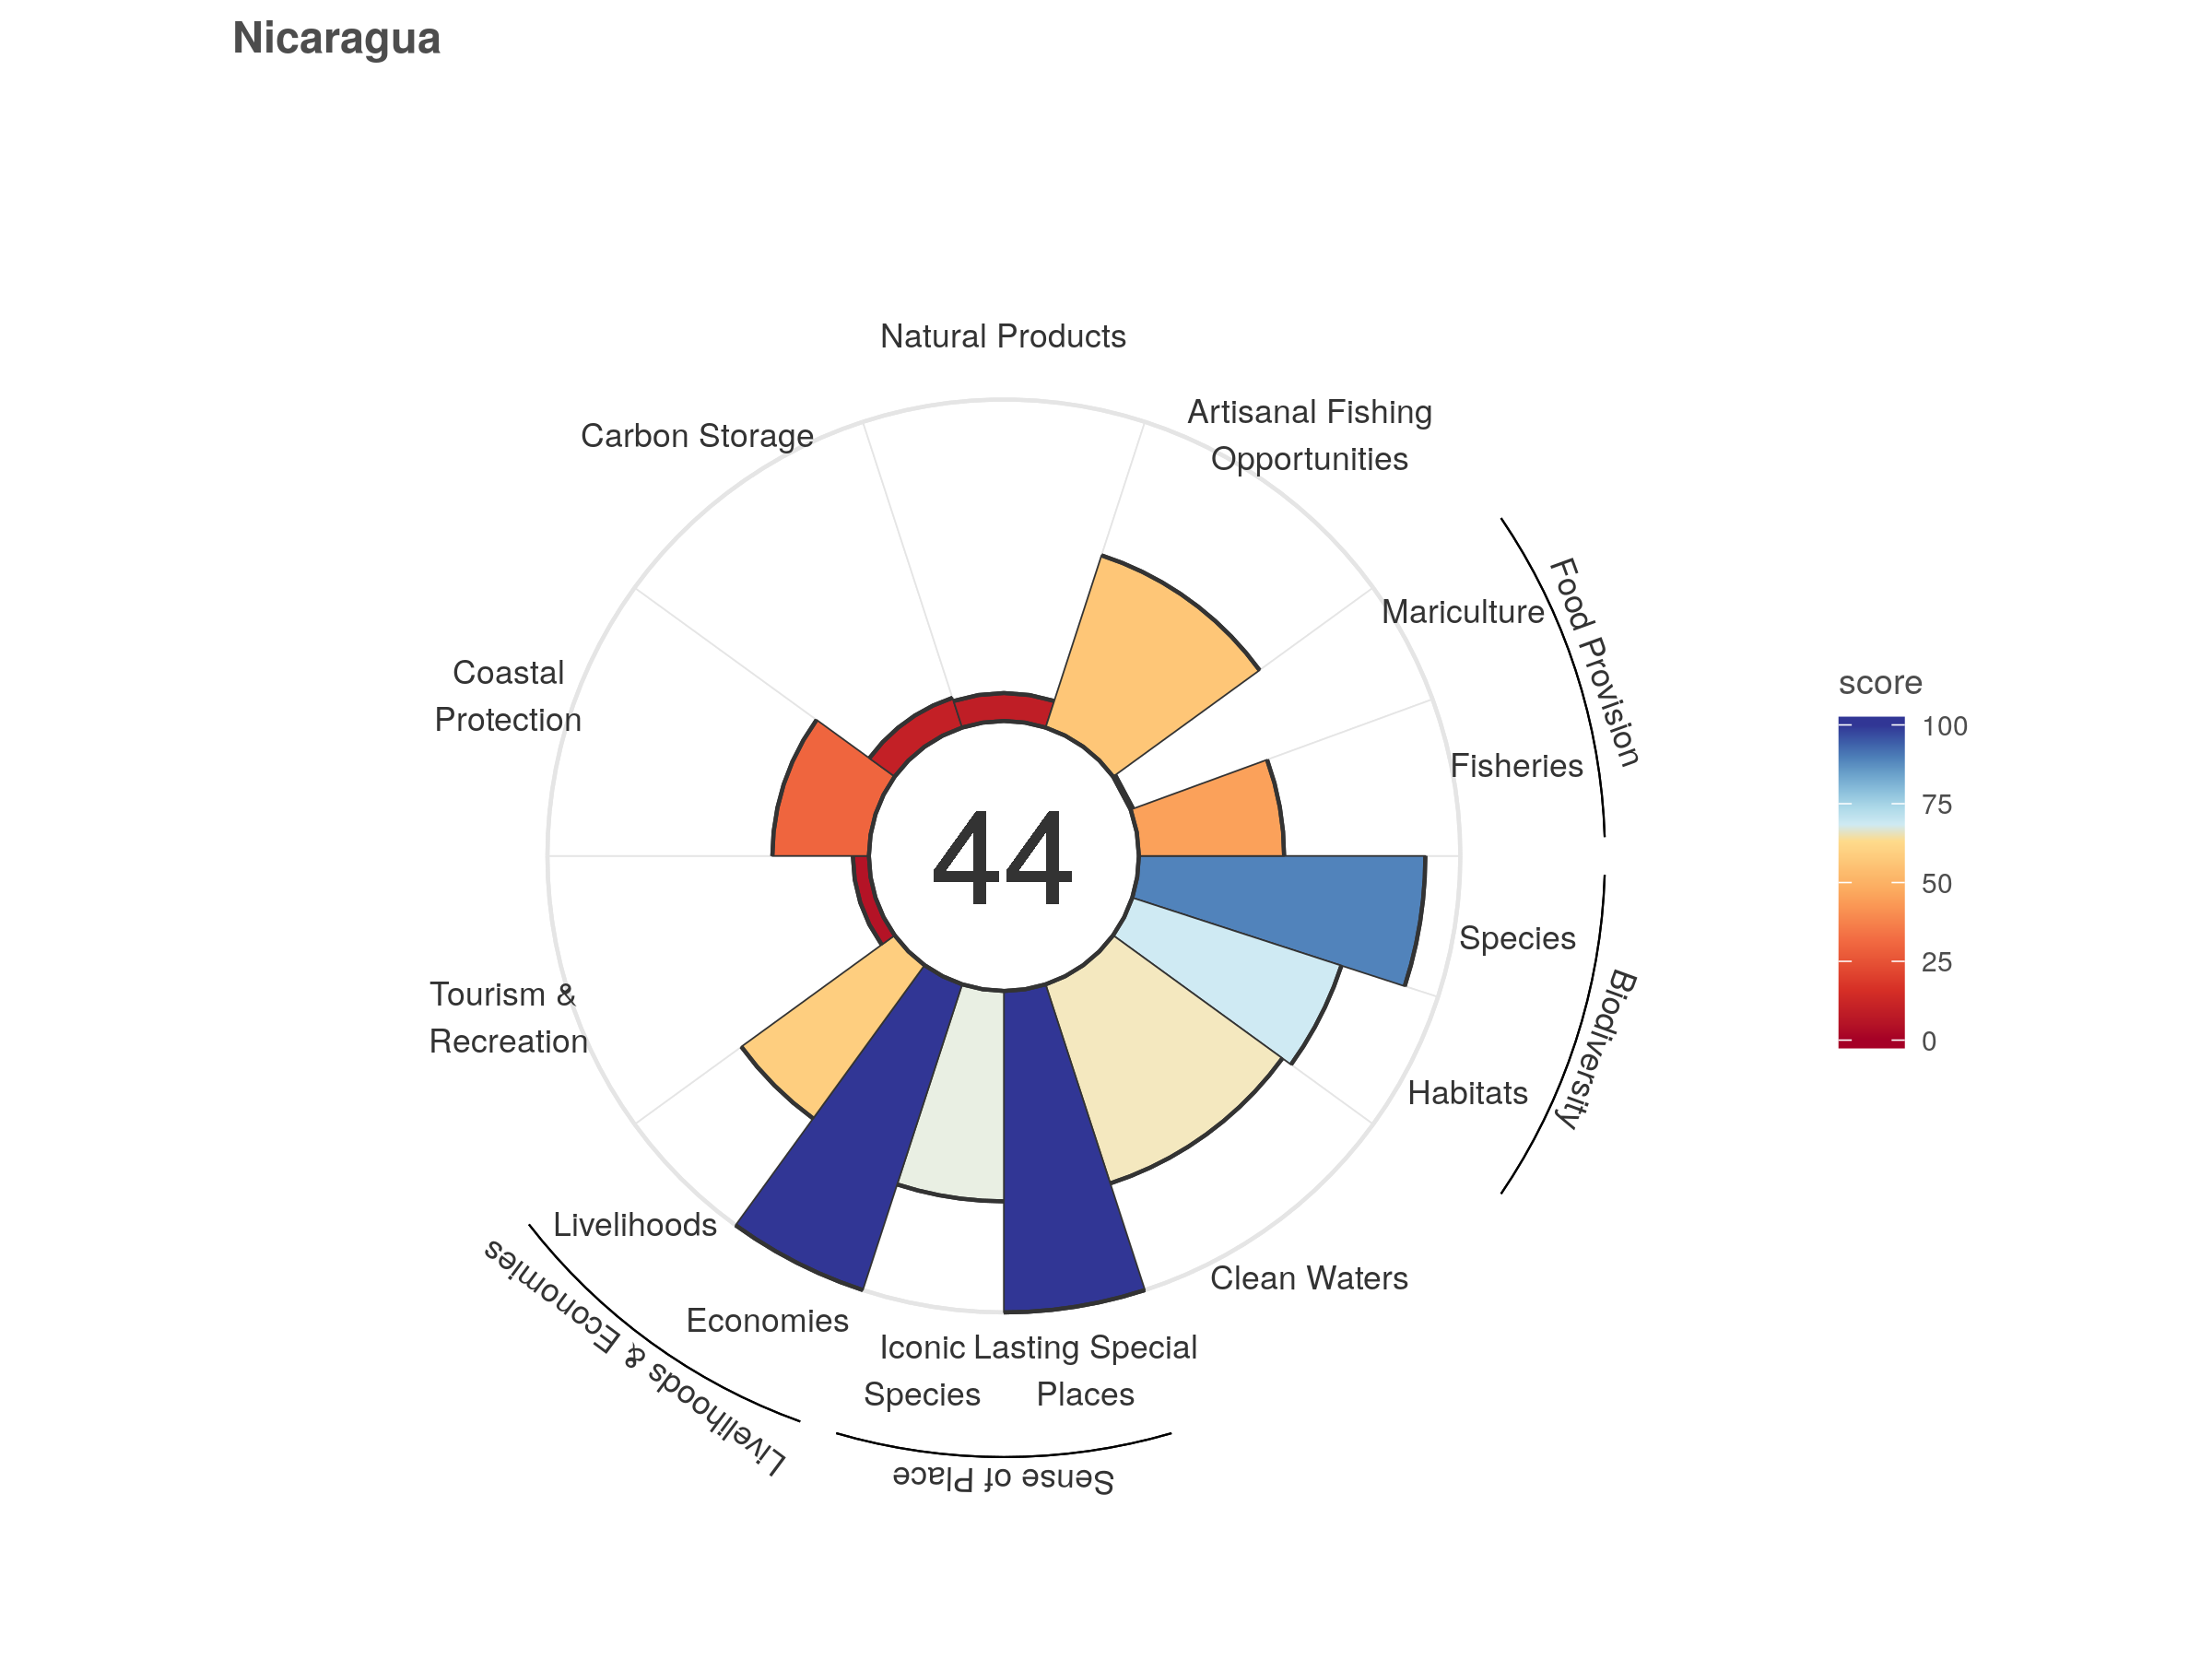 Nicaragua
Natural Products
Artisanal Fishing
Opportunities
Carbon Storage
Mariculture
Food Provision
Coastal
Protection
Fisheries
Species
Biodiversity
Tourism &
Recreation
Habitats
Livelihoods
Clean Waters
Economies
Iconic
Species
Lasting Special
Places
Livelihoods & Economies
Sense of Place
44
score
100
75
50
25
0